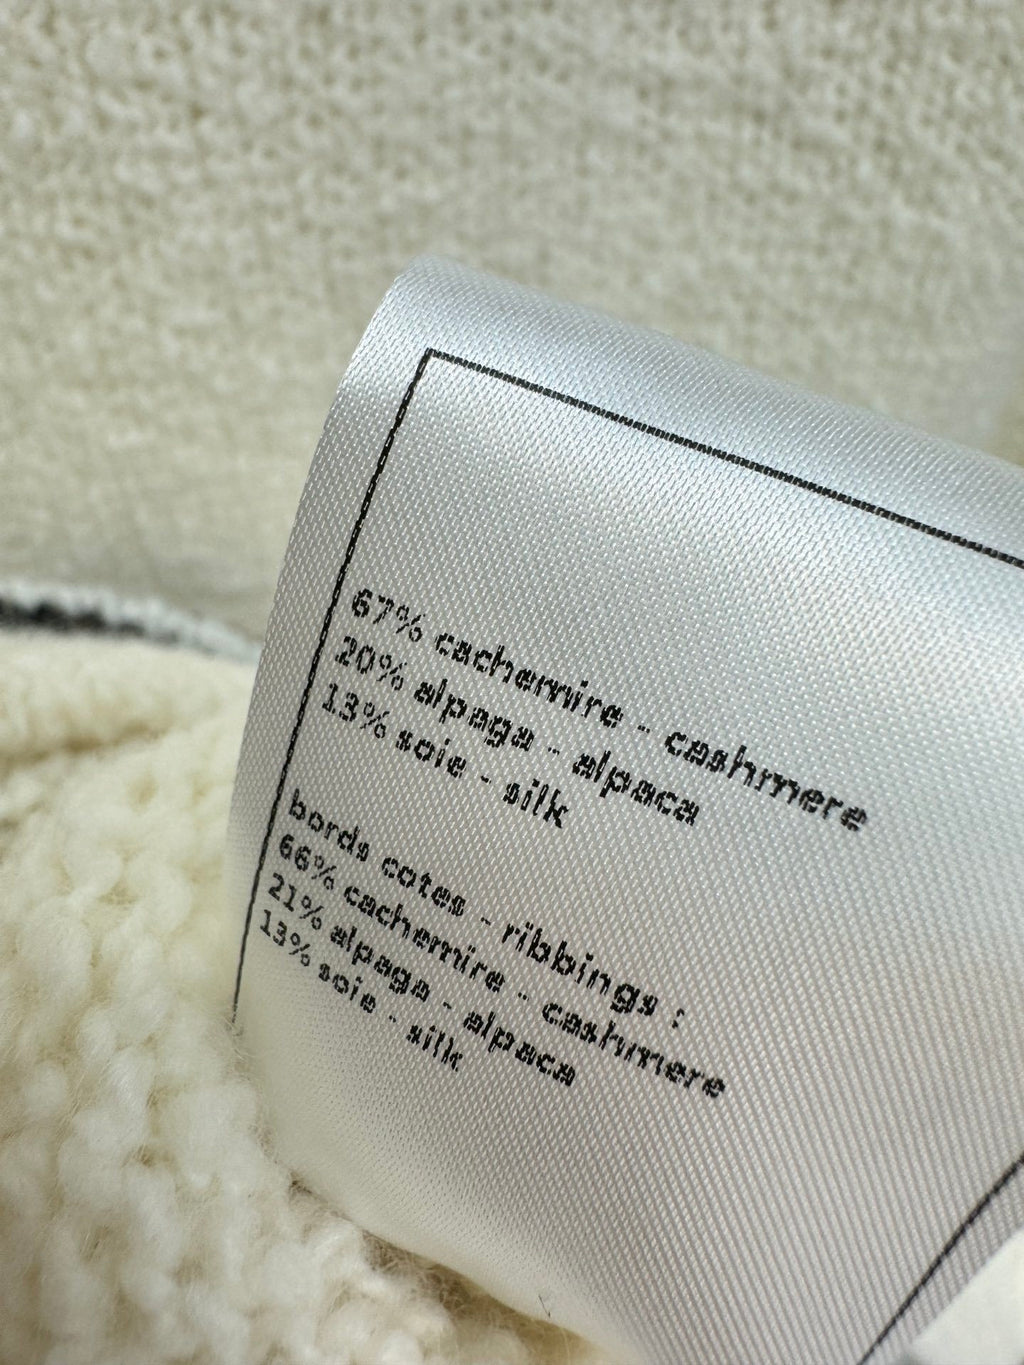 67% cachemire - cashmere
20% alpaga - alpaca
13% soie - silk
bords cotes - ribbings :
66% cachemire - cashmere
21% alpaga - alpaca
13% soie - silk